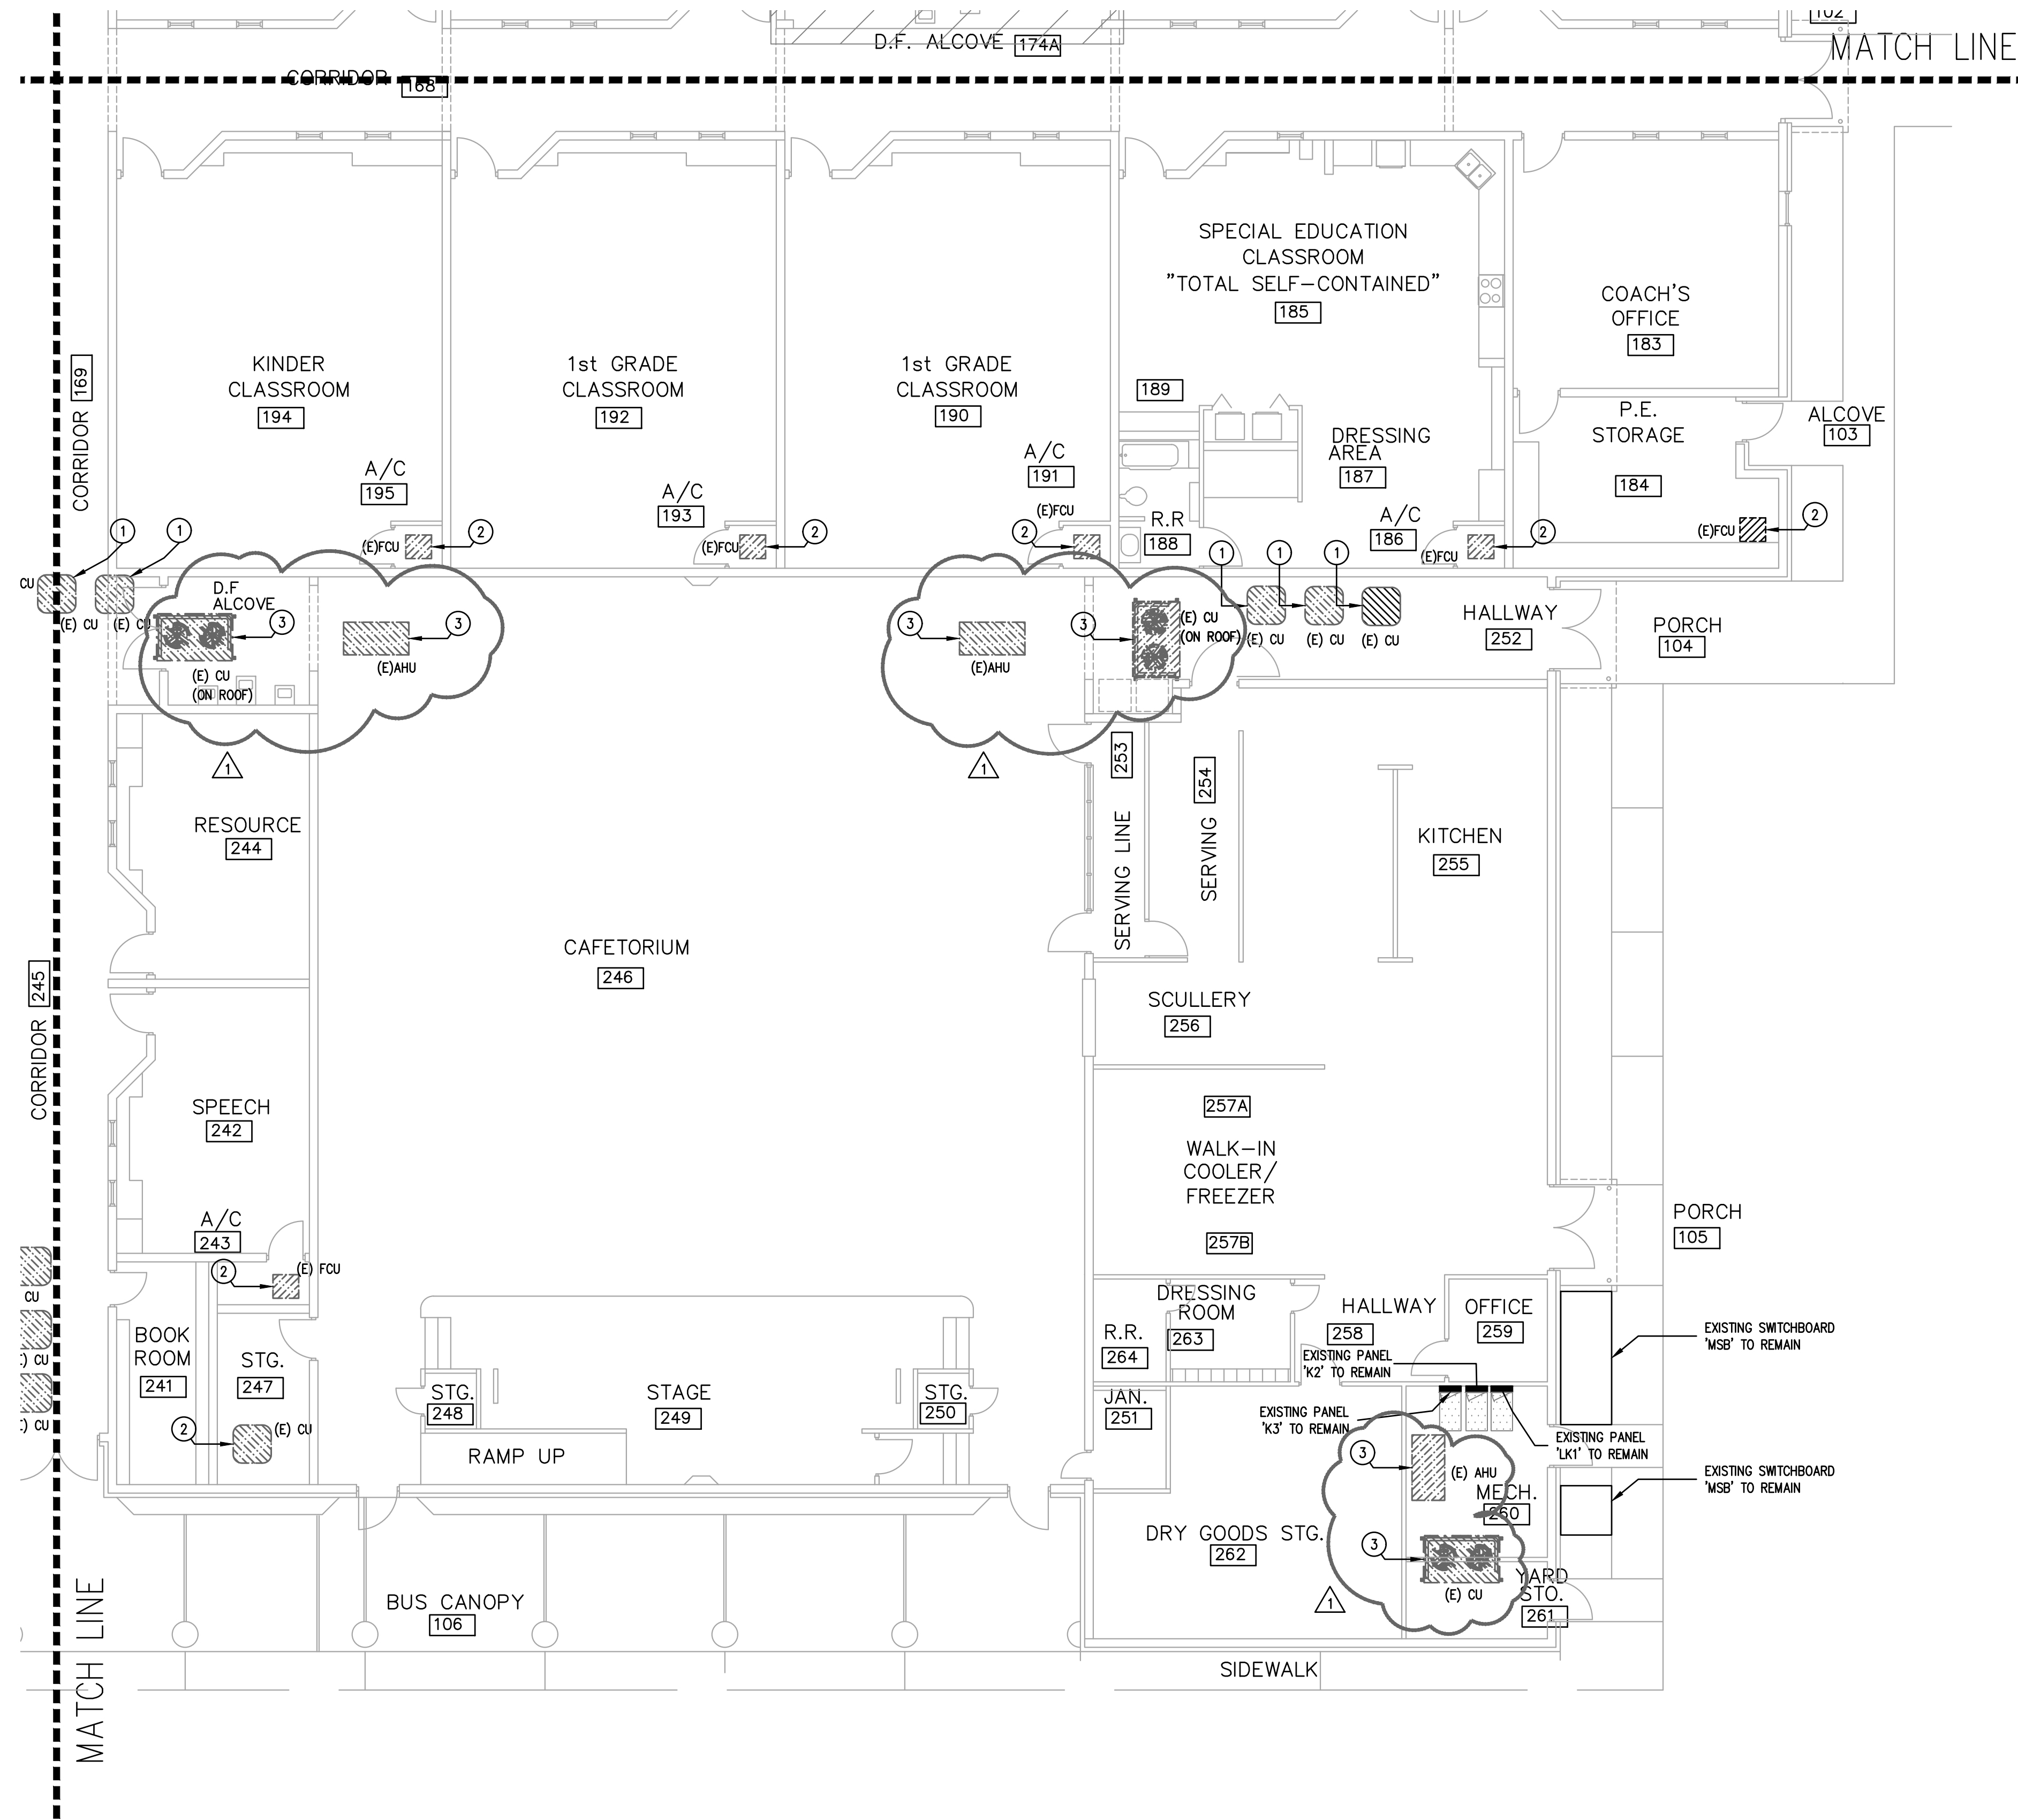 102
D.F. ALCOVE 174A
MATCH LINE
CORRIDOR 168
SPECIAL EDUCATION
CLASSROOM
"TOTAL SELF-CONTAINED"
185
COACH'S
OFFICE
183
KINDER
CLASSROOM
194
1st GRADE
CLASSROOM
192
1st GRADE
CLASSROOM
190
189
CORRIDOR 169
P.E.
STORAGE
184
ALCOVE
103
DRESSING
AREA
187
A/C
195
A/C
193
A/C
191
(E)FCU
R.R
188
A/C
186
1
1
(E)FCU
2
(E)FCU
2
2
1
1
1
(E)FCU
2
(E)FCU
2
CU
(E) CU
(E) CU
D.F
ALCOVE
3
(E) CU
(ON ROOF)
3
(E)AHU
3
(E)AHU
3
(E) CU
(ON ROOF)
(E) CU
(E) CU
(E) CU
HALLWAY
252
PORCH
104
1
1
253
SERVING LINE
254
SERVING
RESOURCE
244
KITCHEN
255
CAFETORIUM
246
CORRIDOR 245
SCULLERY
256
SPEECH
242
257A
WALK-IN
COOLER/
FREEZER
257B
PORCH
105
A/C
243
2
(E) FCU
CU
) CU
) CU
BOOK
ROOM
241
STG.
247
2
(E) CU
STG.
248
STAGE
249
STG.
250
RAMP UP
DRESSING
ROOM
263
R.R.
264
HALLWAY
258
OFFICE
259
EXISTING SWITCHBOARD
'MSB' TO REMAIN
EXISTING PANEL
'K2' TO REMAIN
JAN.
251
EXISTING PANEL
'K3' TO REMAIN
EXISTING PANEL
'LK1' TO REMAIN
3
(E) AHU
MECH.
260
EXISTING SWITCHBOARD
'MSB' TO REMAIN
DRY GOODS STG.
262
3
(E) CU
1
YARD
STO.
261
BUS CANOPY
106
SIDEWALK
MATCH LINE